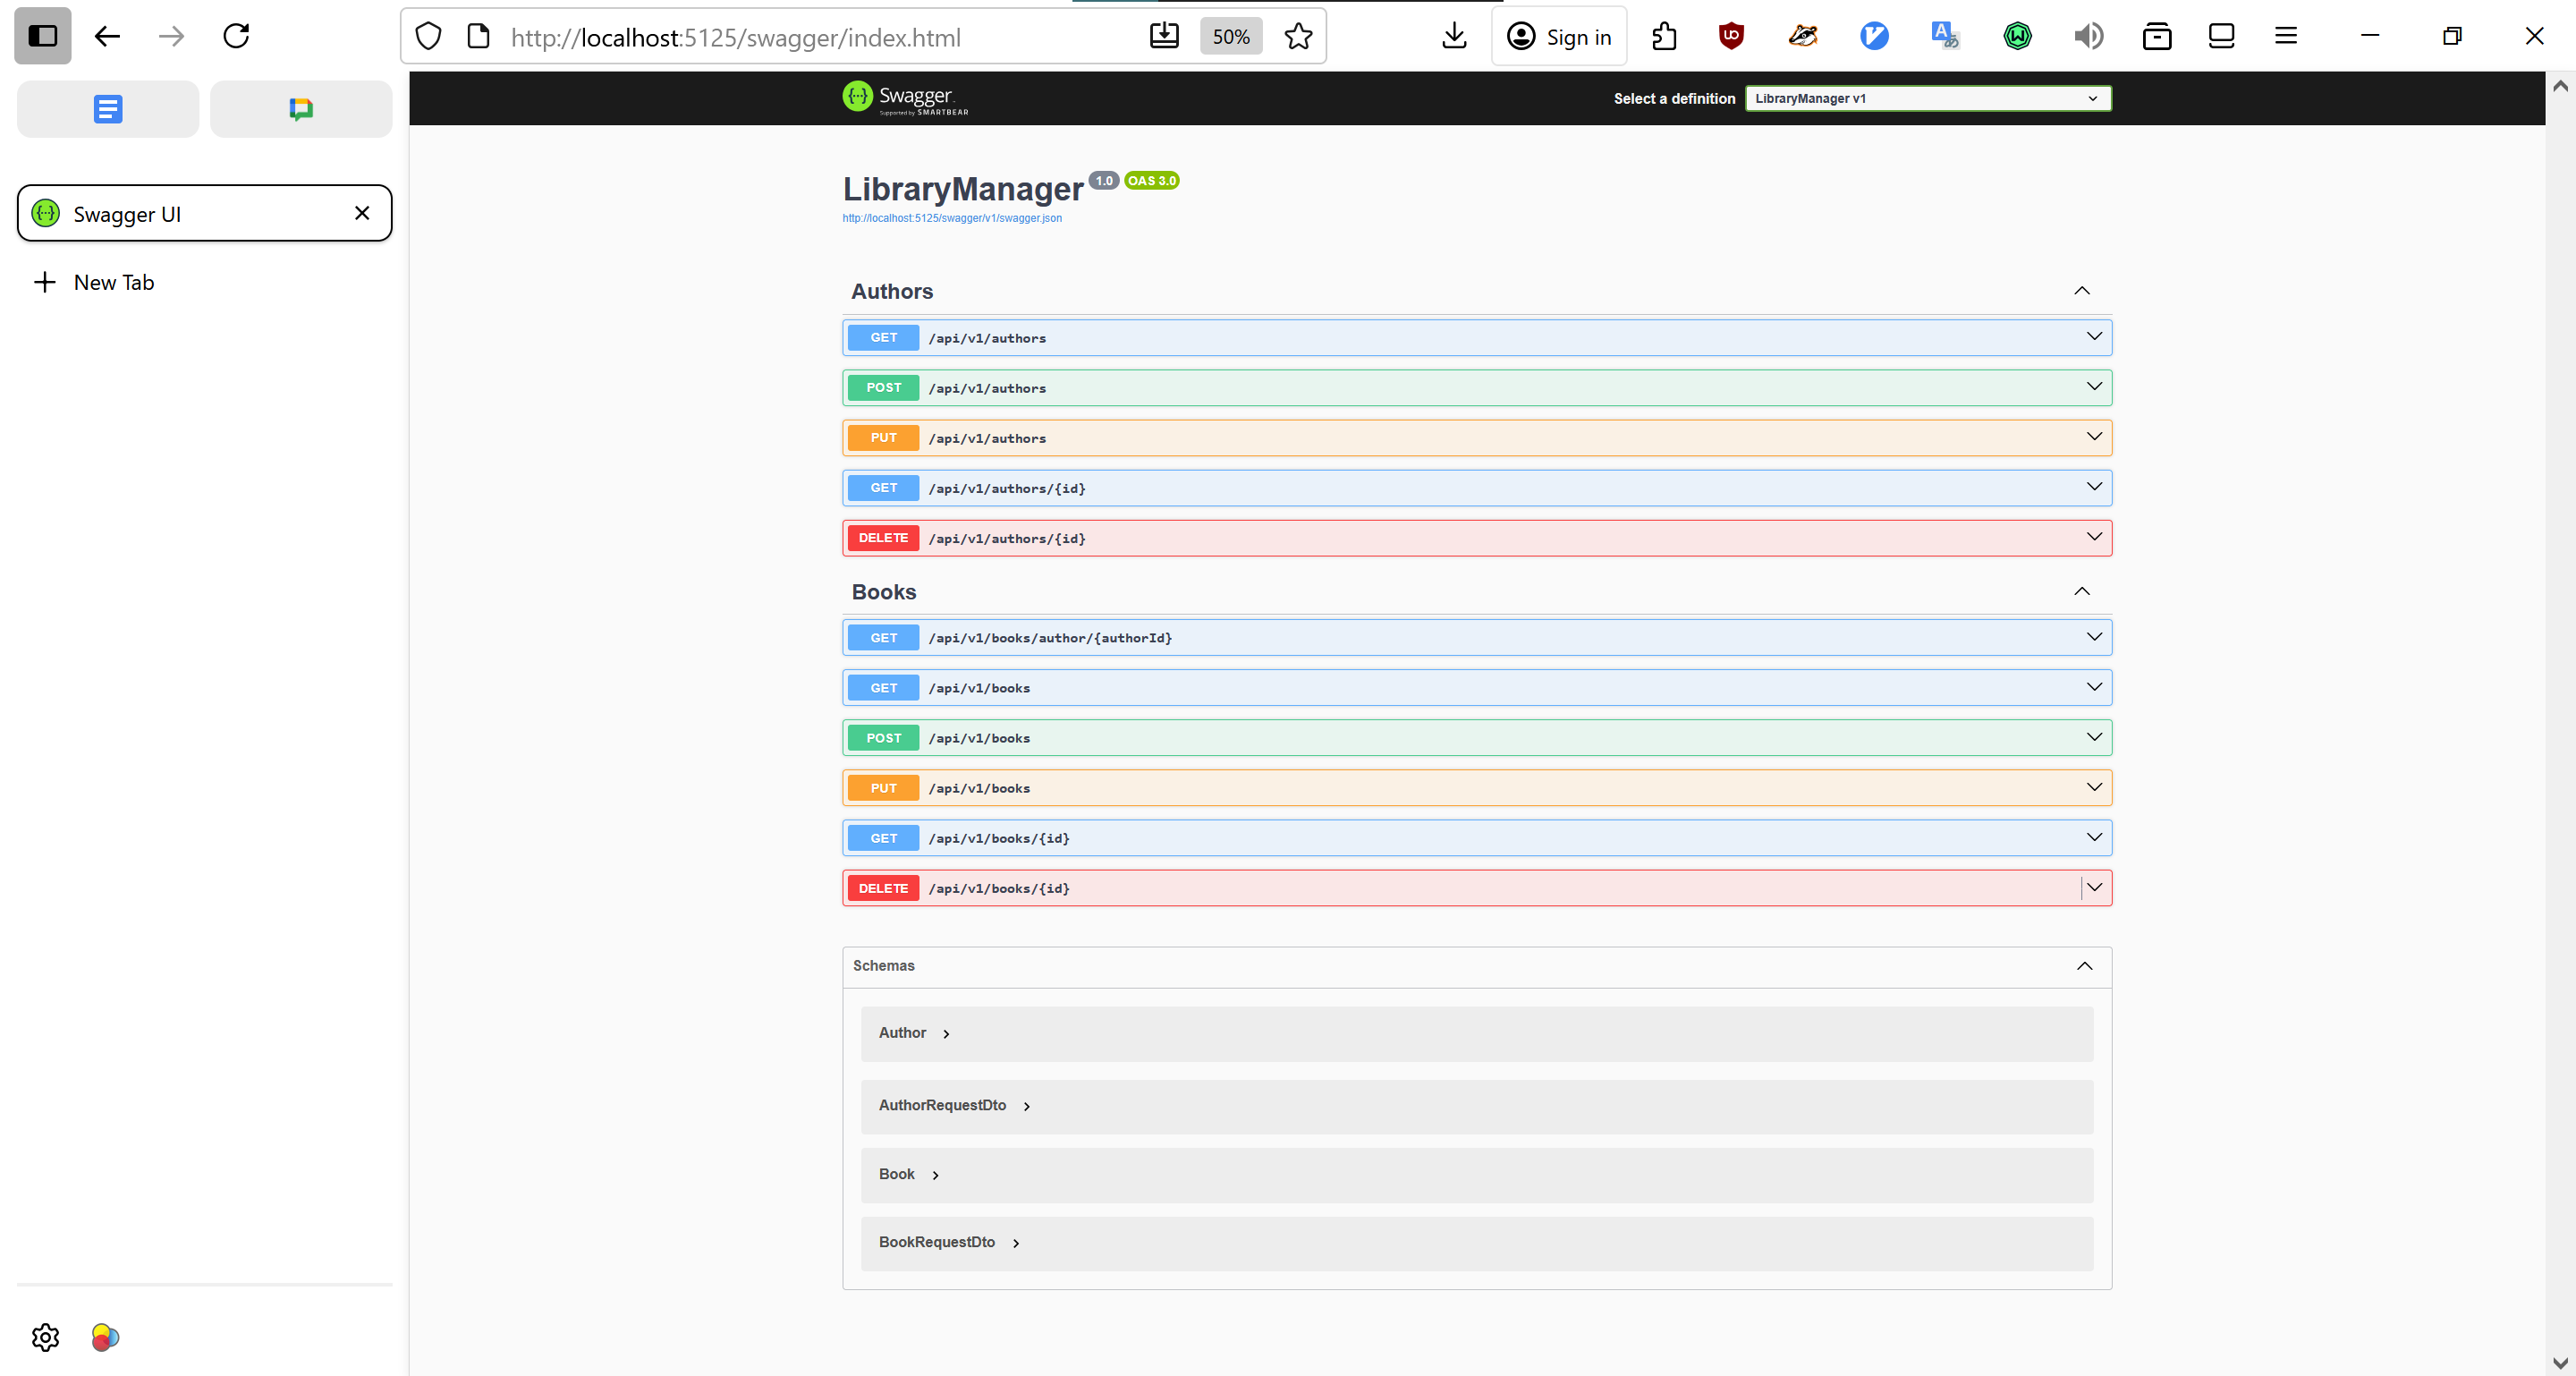 http://localhost:5125/swagger/index.html
50%
Sign in
Swagger UI
New Tab
Swagger.
Supported by SMARTBEAR
Select a definition
LibraryManager v1
LibraryManager 1.0 OAS 3.0
http://localhost:5125/swagger/v1/swagger.json
Authors
GET /api/v1/authors
POST /api/v1/authors
PUT /api/v1/authors
GET /api/v1/authors/{id}
DELETE /api/v1/authors/{id}
Books
GET /api/v1/books/author/{authorId}
GET /api/v1/books
POST /api/v1/books
PUT /api/v1/books
GET /api/v1/books/{id}
DELETE /api/v1/books/{id}
Schemas
Author
AuthorRequestDto
Book
BookRequestDto